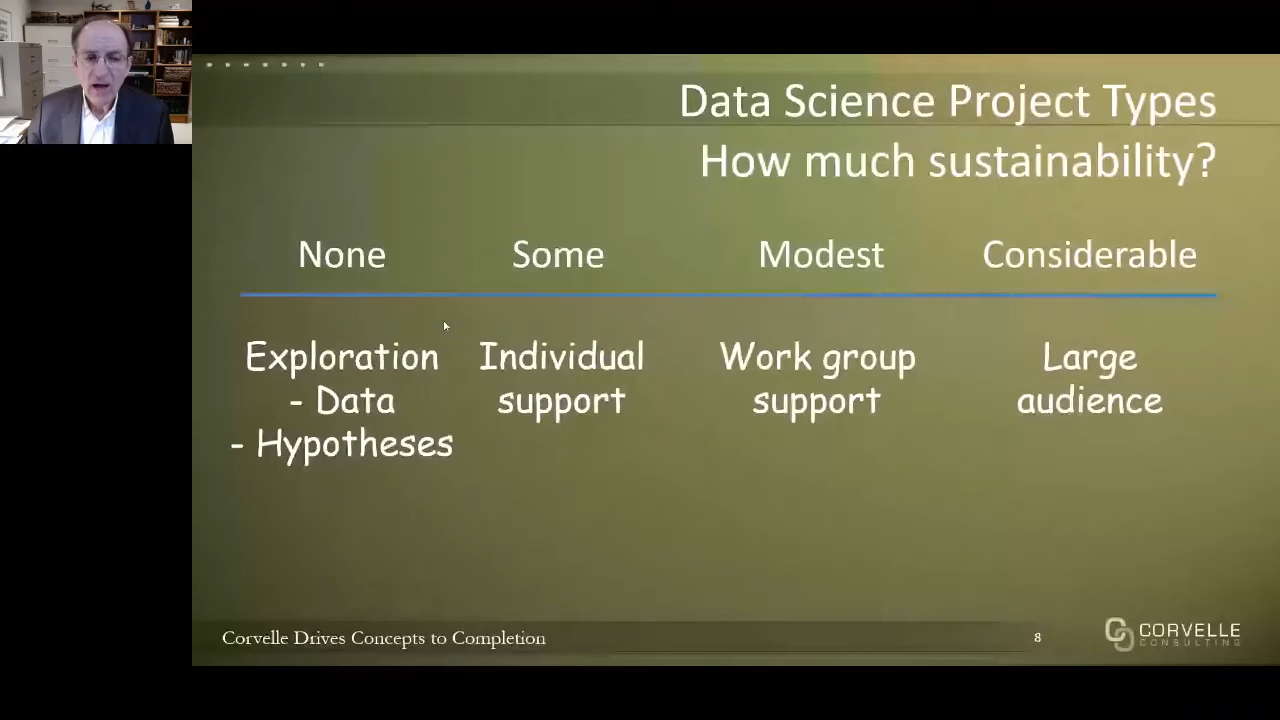 Data Science Project Types
How much sustainability?
None Some Modest Considerable
Exploration Individual Work group Large
- Data support support audience
- Hypotheses
Corvelle Drives Concepts to Completion 8 CORVELLE
CONSULTING